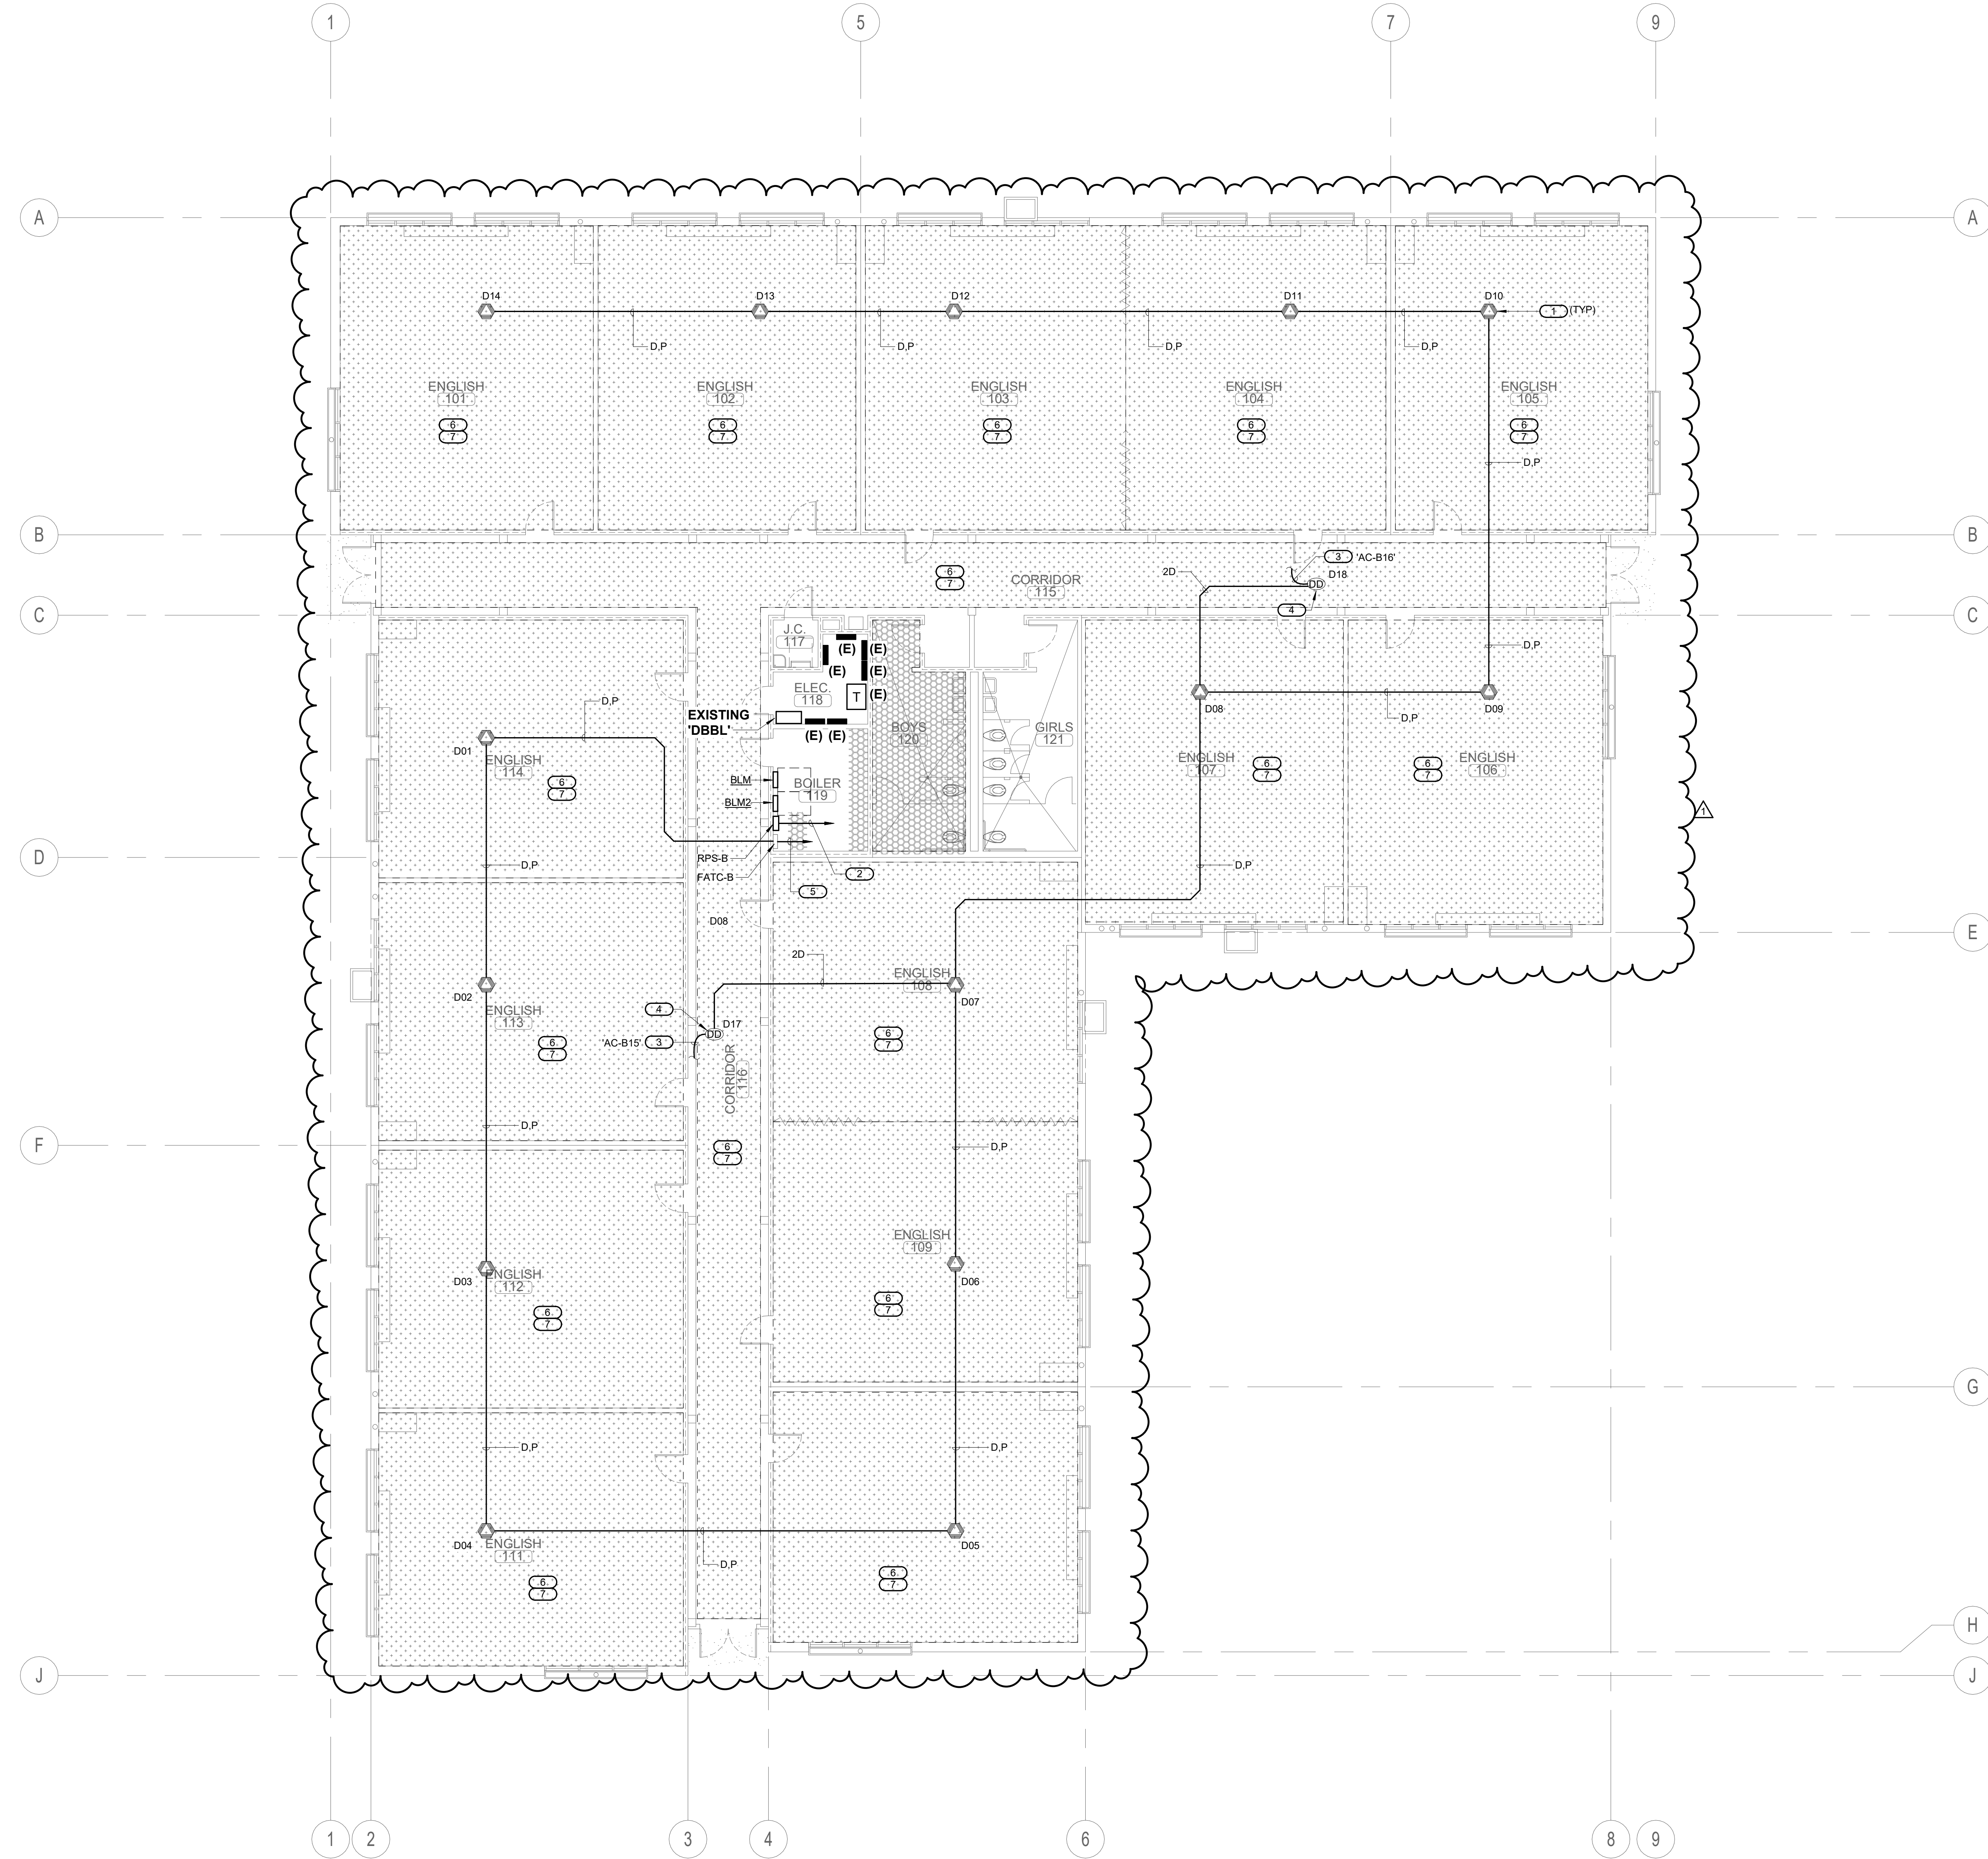 1
5
7
9
A
A
D14
D13
D12
D11
D10
1
(TYP)
D,P
D,P
D,P
D,P
ENGLISH
101
ENGLISH
102
ENGLISH
103
ENGLISH
104
ENGLISH
105
6
7
6
7
6
7
6
7
6
7
D,P
B
B
3
'AC-B16'
2D
D18
DD
6
7
CORRIDOR
115
4
C
C
J.C.
117
(E)
(E)
(E)
(E)
D,P
ELEC.
118
T
(E)
D,P
EXISTING
'DBBL'
(E)
(E)
BOYS
120
GIRLS
121
D08
D09
D,P
D01
ENGLISH
114
6
7
ENGLISH
107
6
7
6
7
ENGLISH
106
BLM
BOILER
119
BLM2
1
RPS-B
FATC-B
2
5
D
D,P
D,P
D08
E
E
2D
ENGLISH
108
D02
D07
ENGLISH
113
4
D17
DD
'AC-B15'
3
6
7
6
7
CORRIDOR
116
D,P
F
F
D,P
6
7
ENGLISH
109
D03
ENGLISH
112
D06
6
7
6
7
G
G
D,P
D,P
D04
ENGLISH
111
D05
D,P
6
7
6
7
H
J
J
1
2
3
4
6
8
9